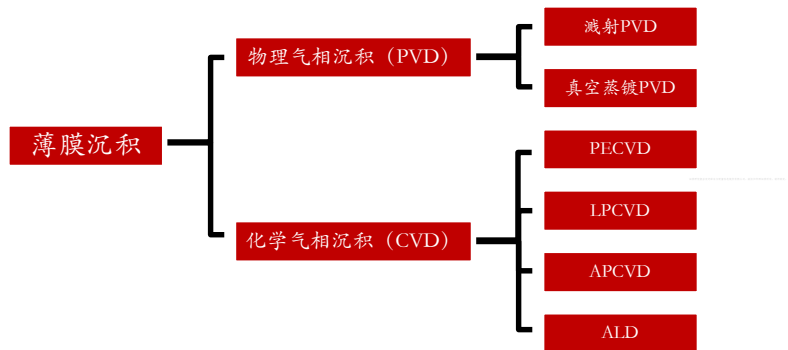 薄膜沉积
物理气相沉积（PVD）
溅射PVD
真空蒸镀PVD
化学气相沉积（CVD）
PECVD
LPCVD
APCVD
ALD